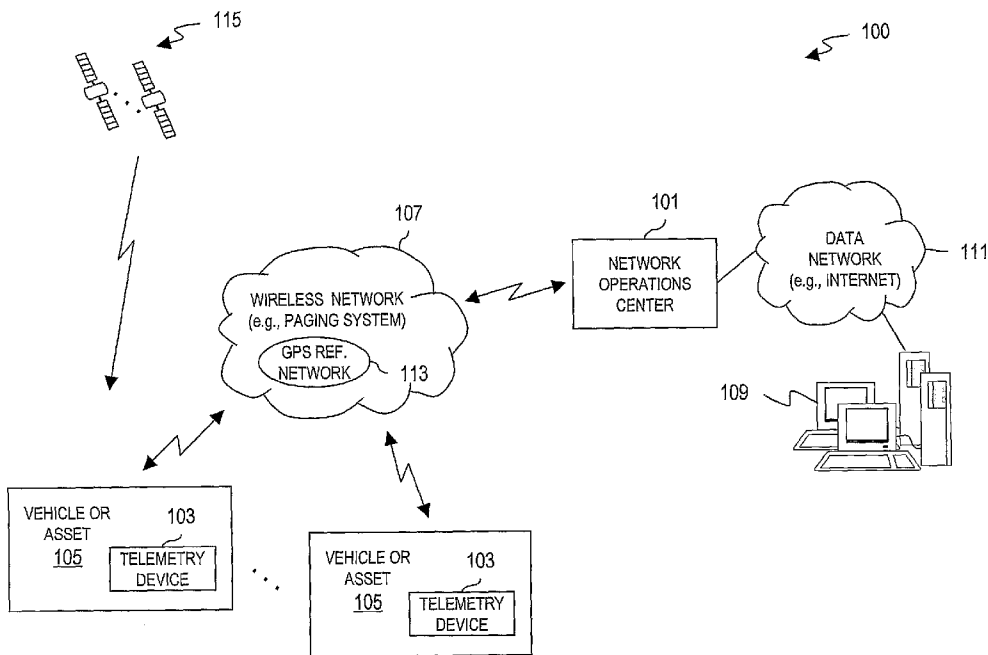 115
100
107
101
WIRELESS NETWORK
(e.g., PAGING SYSTEM)
GPS REF.
NETWORK
113
NETWORK
OPERATIONS
CENTER
DATA
NETWORK
(e.g., INTERNET)
111
109
VEHICLE OR
ASSET
105
103
TELEMETRY
DEVICE
VEHICLE OR
ASSET
105
103
TELEMETRY
DEVICE